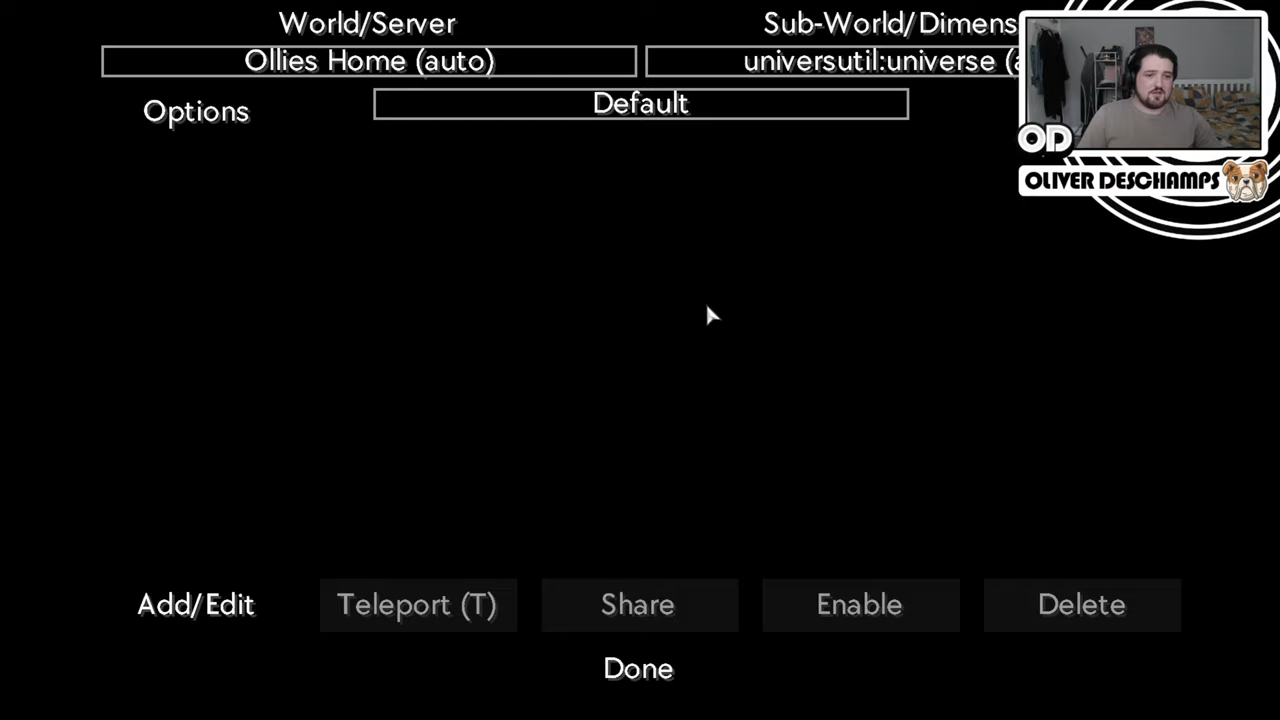 World/Server
Sub-World/Dimens
Ollies Home (auto)
universutil:universe (a
Options
Default
OD
OLIVER DESCHAMPS
Add/Edit
Teleport (T)
Share
Enable
Delete
Done